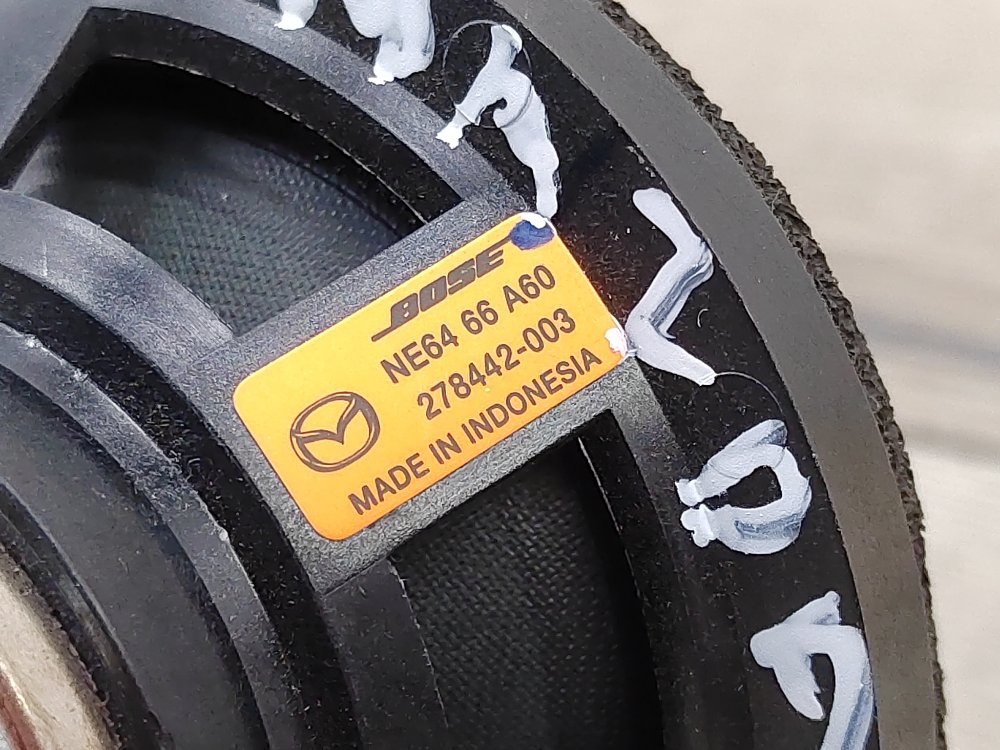 BOSE
NE64 66 A60
278442-003
MADE IN INDONESIA